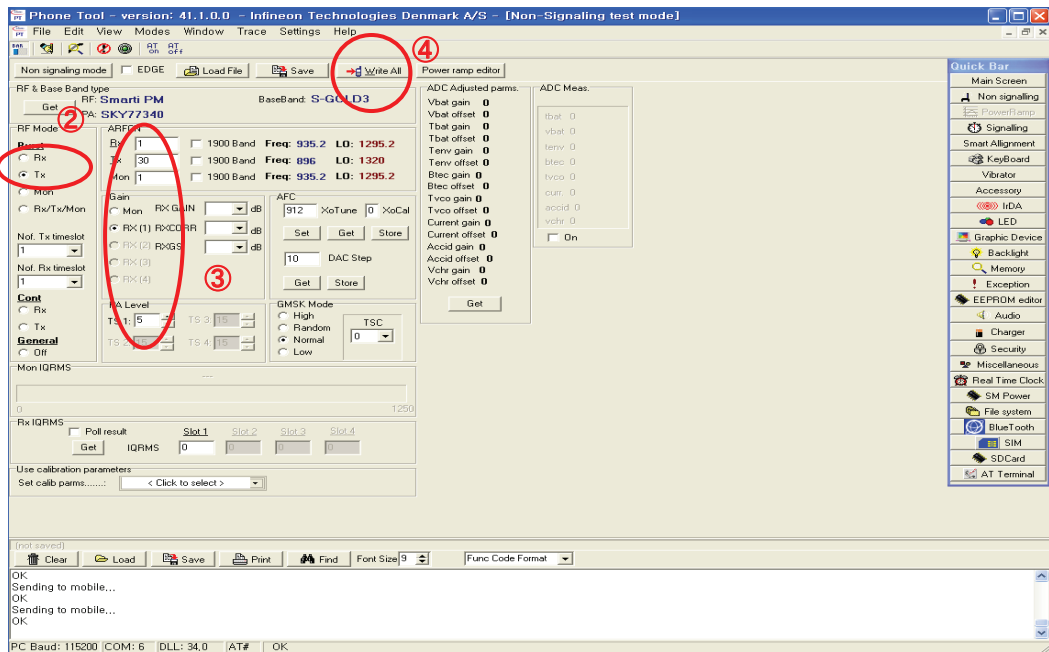 Phone Tool - version: 41.1.0.0 - Infineon Technologies Denmark A/S - [Non-Signaling test mode]
File Edit View Modes Window Trace Settings Help
AT on AT off
④
Non signaling mode EDGE Load File Save Write All Power ramp editor
RF & Base Band type
Get RF: Smarti PM BaseBand: S-GOLD3
PA: SKY77340
②
RF Mode
Rx
Tx
Mon
Rx/Tx/Mon
Nof. Tx timeslot
1
Nof. Rx timeslot
1
Cont
Rx
Tx
General
Off
ARFCN
Rx 1 1900 Band Freq: 935.2 LO: 1295.2
Tx 30 1900 Band Freq: 896 LO: 1320
Mon 1 1900 Band Freq: 935.2 LO: 1295.2
Gain
Mon RX GAIN dB
RX (1) RXCORR dB
RX (2) RXGS dB
RX (3)
RX (4)
③
AFC
912 XoTune 0 XoCal
Set Get Store
10 DAC Step
Get Store
PA Level
TS 1: 5 TS 3: 15
TS 2: 15 TS 4: 15
GMSK Mode
High
Random
Normal
Low
TSC
0
Mon IQRMS
---
0 1250
Rx IQRMS
Poll result Slot 1 Slot 2 Slot 3 Slot 4
Get IQRMS 0 0 0 0
Use calibration parameters
Set calib parms......: < Click to select >
ADC Adjusted parms.
Vbat gain 0
Vbat offset 0
Tbat gain 0
Tbat offset 0
Tenv gain 0
Tenv offset 0
Btec gain 0
Btec offset 0
Tvco gain 0
Tvco offset 0
Current gain 0
Current offset 0
Accid gain 0
Accid offset 0
Vchr gain 0
Vchr offset 0
Get
ADC Meas.
tbat 0
vbat 0
tenv 0
btec 0
tvco 0
curr. 0
accid 0
vchr 0
On
Quick Bar
Main Screen
Non signalling
PowerRamp
Signalling
Smart Allignment
KeyBoard
Vibrator
Accessory
IrDA
LED
Graphic Device
Backlight
Memory
Exception
EEPROM editor
Audio
Charger
Security
Miscellaneous
Real Time Clock
SM Power
File system
BlueTooth
SIM
SDCard
AT Terminal
(not saved)
Clear Load Save Print Find Font Size 9 Func Code Format
OK
Sending to mobile...
OK
Sending to mobile...
OK
PC Baud: 115200 COM: 6 DLL: 34,0 AT# OK